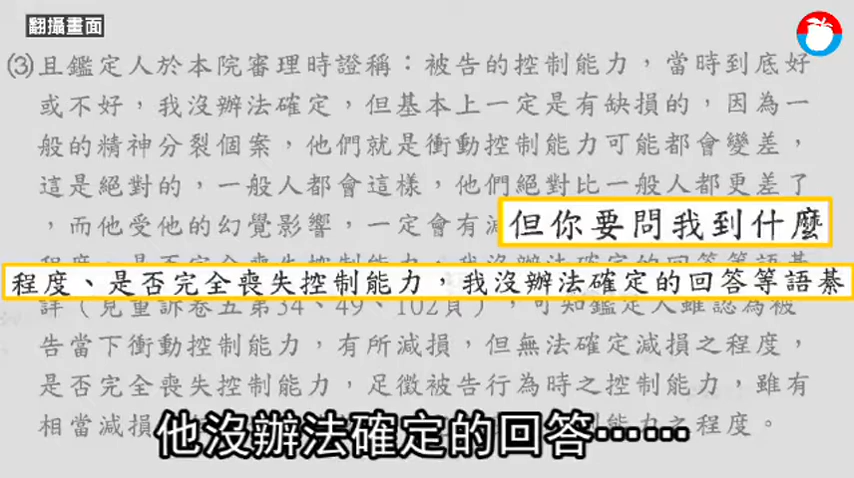 翻攝畫面
⑶且鑑定人於本院審理時證稱：被告的控制能力，當時到底好
或不好，我沒辦法確定，但基本上一定是有缺損的，因為一
般的精神分裂個案，他們就是衝動控制能力可能都會變差，
這是絕對的，一般人都會這樣，他們絕對比一般人都更差了
，而他受他的幻覺影響，一定會有減
但你要問我到什麼
程度、是否完全喪失控制能力，我沒辦法確定的回答等語綦
詳（見重訴卷五第34、49、102頁），可知鑑定人雖認為被
告當下衝動控制能力，有所減損，但無法確定減損之程度，
是否完全喪失控制能力，足徵被告行為時之控制能力，雖有
相當減損
制能力之程度。
他沒辦法確定的回答⋯⋯